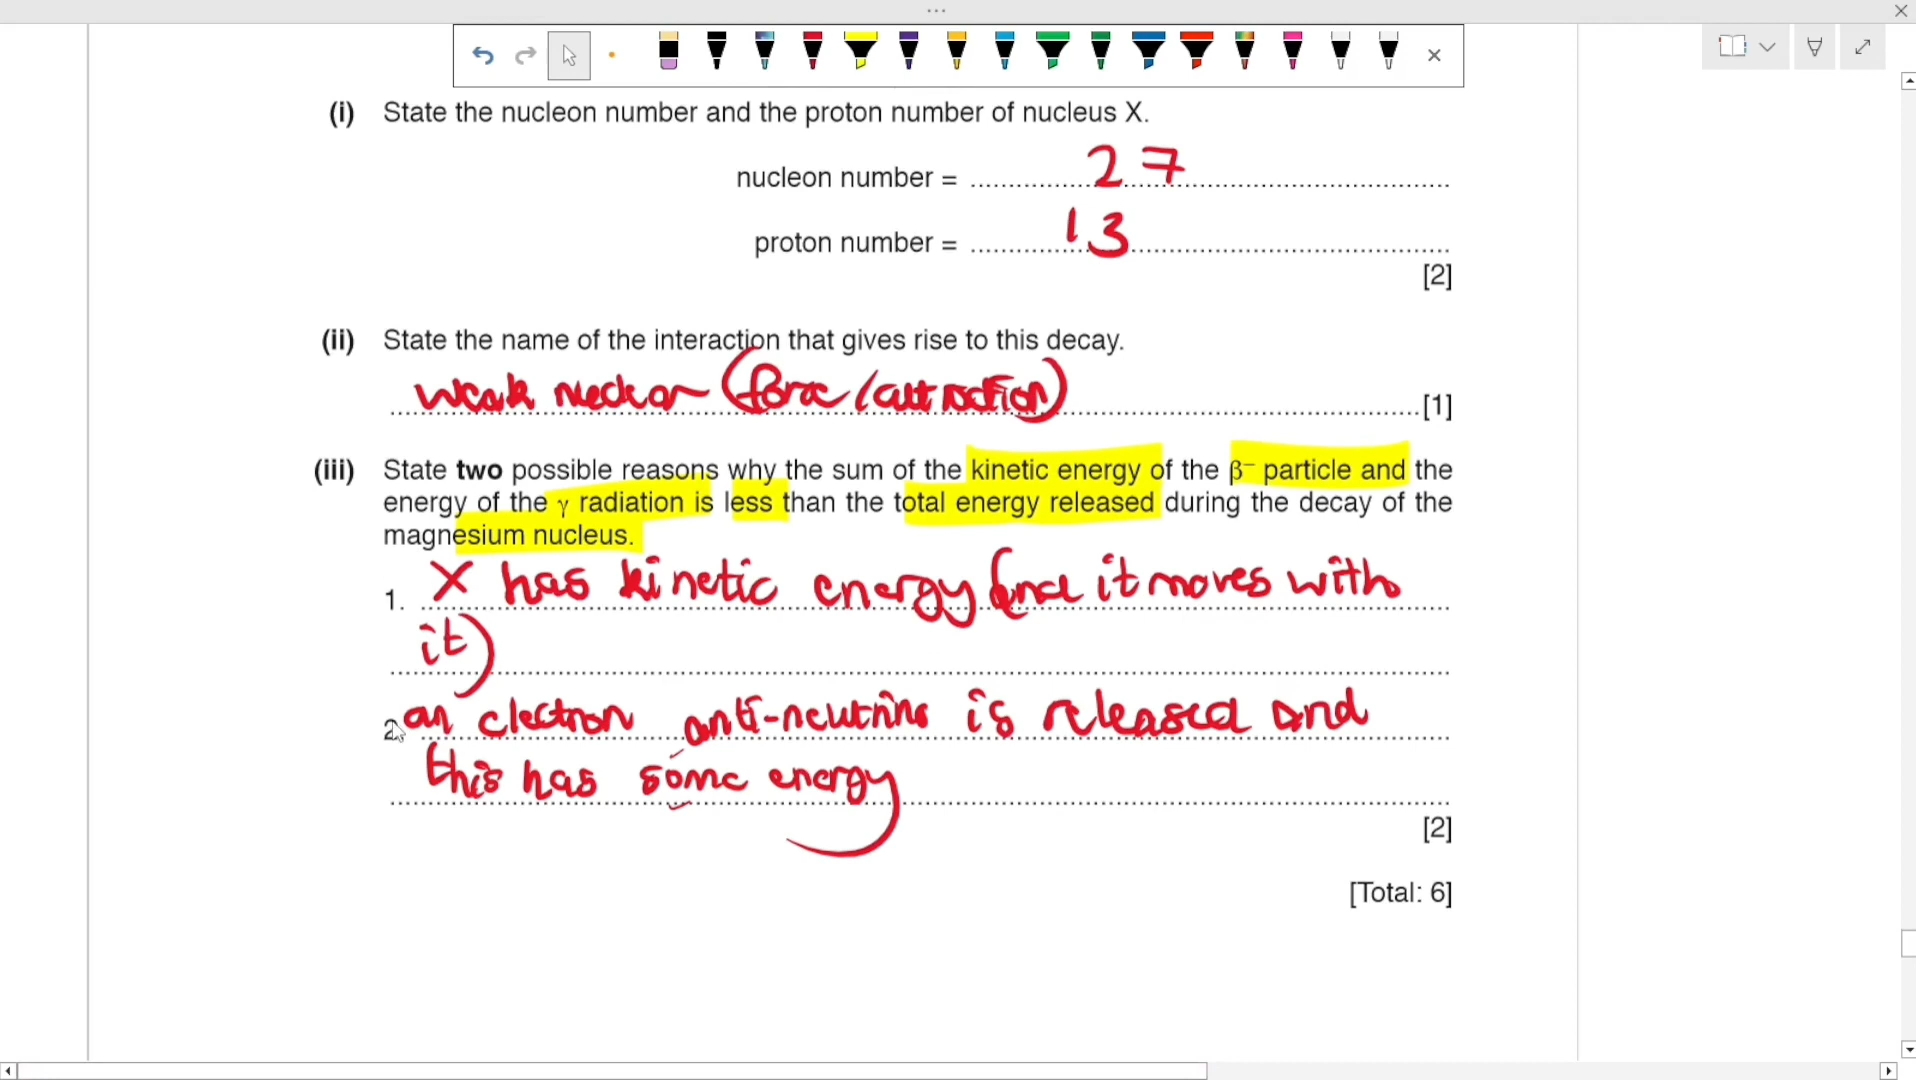 (i) State the nucleon number and the proton number of nucleus X.
nucleon number = 27
proton number = 13
[2]
(ii) State the name of the interaction that gives rise to this decay.
weak nuclear (force/attraction) [1]
(iii) State two possible reasons why the sum of the kinetic energy of the β⁻ particle and the
energy of the γ radiation is less than the total energy released during the decay of the
magnesium nucleus.
1. X has kinetic energy (and it moves with
it)
2. an electron anti-neutrino is released and
this has some energy
[2]
[Total: 6]